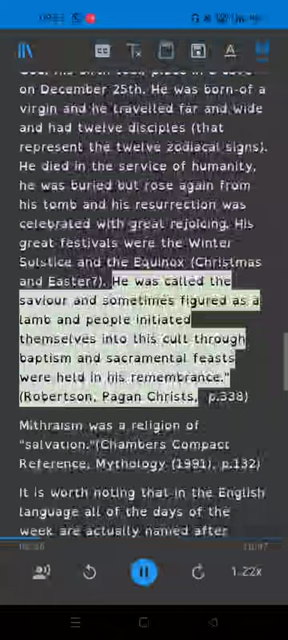 on December 25th. He was born of a
virgin and he travelled far and wide
and had twelve disciples (that
represent the twelve zodiacal signs).
He died in the service of humanity,
he was buried but rose again from
his tomb and his resurrection was
celebrated with great rejoicing. His
great festivals were the Winter
Solstice and the Equinox (Christmas
and Easter?). He was called the
saviour and sometimes figured as a
lamb and people initiated
themselves into this cult through
baptism and sacramental feasts
were held in his remembrance."
(Robertson, Pagan Christs, p.338)
Mithraism was a religion of
"salvation."(Chambers Compact
Reference, Mythology (1991), p.132)
It is worth noting that in the English
language all of the days of the
week are actually named after
1.22x